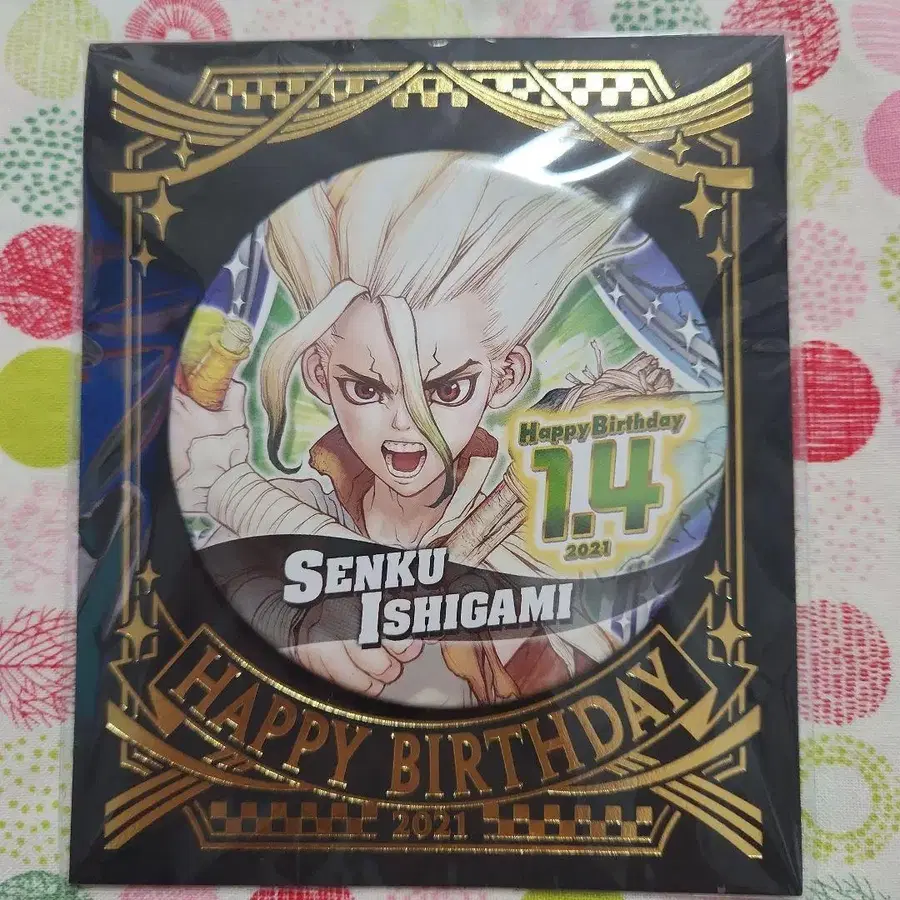 Happy Birthday
1.4
2021
SENKU
ISHIGAMI
HAPPY BIRTHDAY
2021